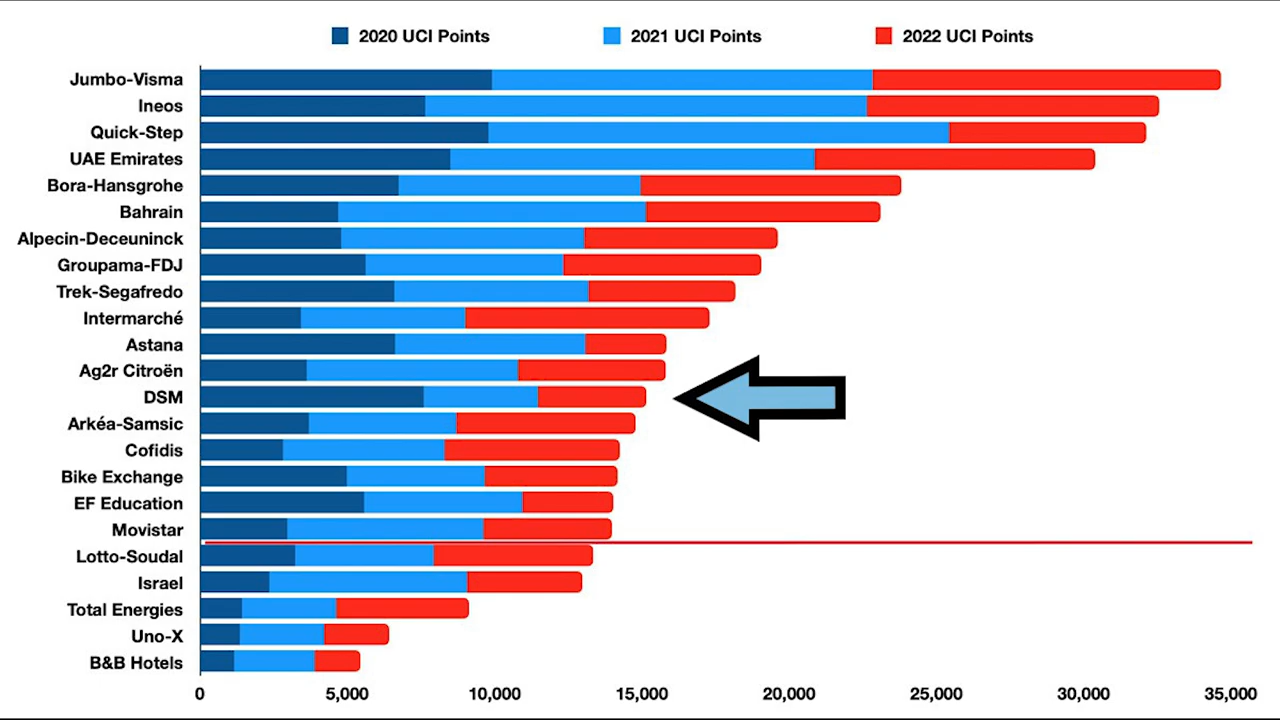 2020 UCI Points 2021 UCI Points 2022 UCI Points
Jumbo-Visma
Ineos
Quick-Step
UAE Emirates
Bora-Hansgrohe
Bahrain
Alpecin-Deceuninck
Groupama-FDJ
Trek-Segafredo
Intermarché
Astana
Ag2r Citroën
DSM
Arkéa-Samsic
Cofidis
Bike Exchange
EF Education
Movistar
Lotto-Soudal
Israel
Total Energies
Uno-X
B&B Hotels
0 5,000 10,000 15,000 20,000 25,000 30,000 35,000